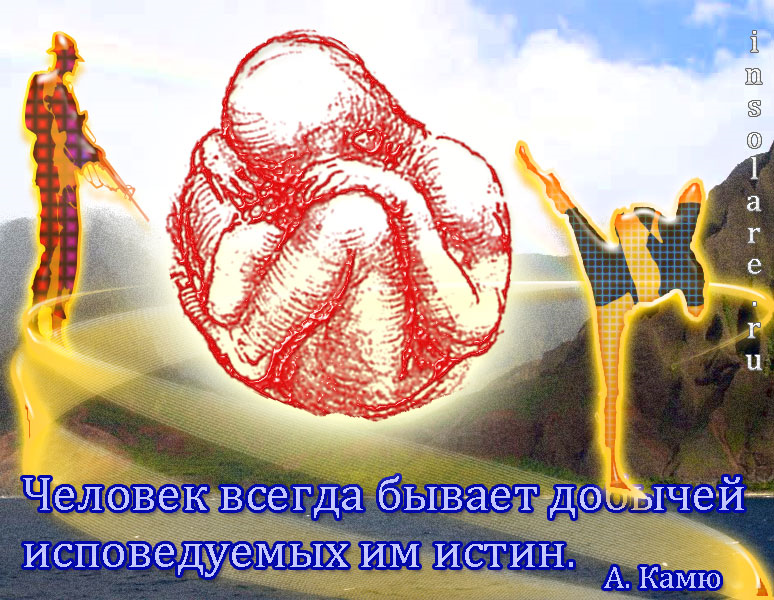 insolare.ru
Человек всегда бывает добычей
исповедуемых им истин.
А. Камю